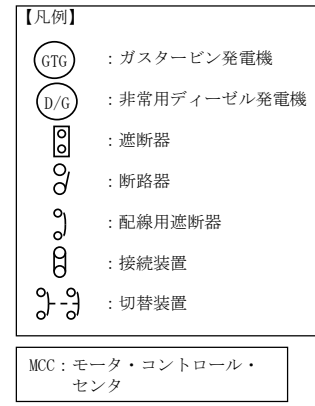 【凡例】
GTG :ガスタービン発電機
D/G :非常用ディーゼル発電機
:遮断器
:断路器
:配線用遮断器
:接続装置
:切替装置
MCC:モータ・コントロール・
センタ